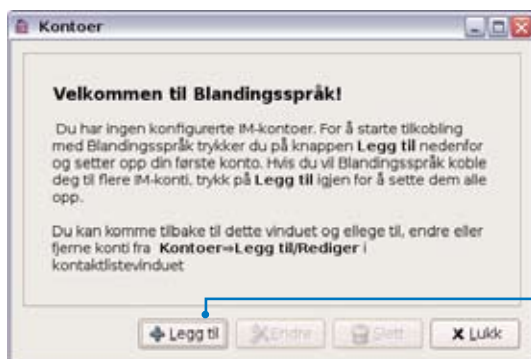 Kontoer
Velkommen til Blandingsspråk!
Du har ingen konfigurerte IM-kontoer. For å starte tilkobling
med Blandingsspråk trykker du på knappen Legg til nedenfor
og setter opp din første konto. Hvis du vil Blandingsspråk koble
deg til flere IM-konti, trykk på Legg til igjen for å sette dem alle
opp.
Du kan komme tilbake til dette vinduet og ellege til, endre eller
fjerne konti fra Kontoer⇒Legg til/Rediger i
kontaktlistevinduet
Legg til Endre Slett Lukk